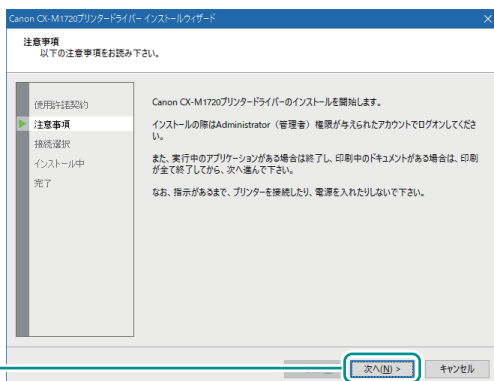 Canon CX-M1720プリンタードライバー インストールウィザード
注意事項
以下の注意事項をお読み下さい。
使用許諾契約
注意事項
接続選択
インストール中
完了
Canon CX-M1720プリンタードライバーのインストールを開始します。
インストールの際はAdministrator（管理者）権限が与えられたアカウントでログオンしてくださ
い。
また、実行中のアプリケーションがある場合は終了し、印刷中のドキュメントがある場合は、印刷
が全て終了してから、次へ進んで下さい。
なお、指示があるまで、プリンターを接続したり、電源を入れたりしないで下さい。
次へ(N) >
キャンセル